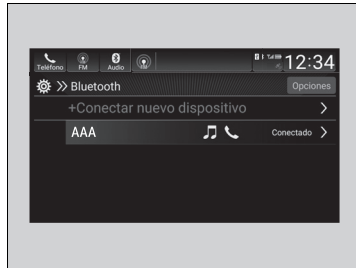 Teléfono FM Audio 12:34
Bluetooth Opciones
+Conectar nuevo dispositivo
AAA Conectado